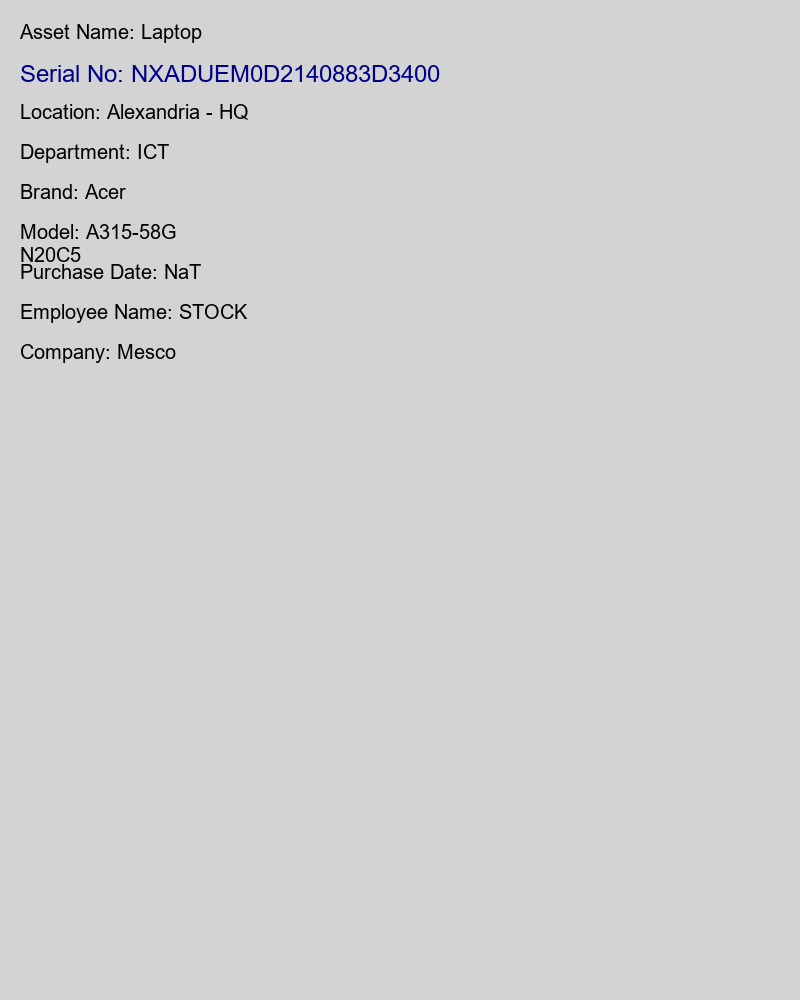 Asset Name: Laptop
Serial No: NXADUEM0D2140883D3400
Location: Alexandria - HQ
Department: ICT
Brand: Acer
Model: A315-58G
N20C5
Purchase Date: NaT
Employee Name: STOCK
Company: Mesco